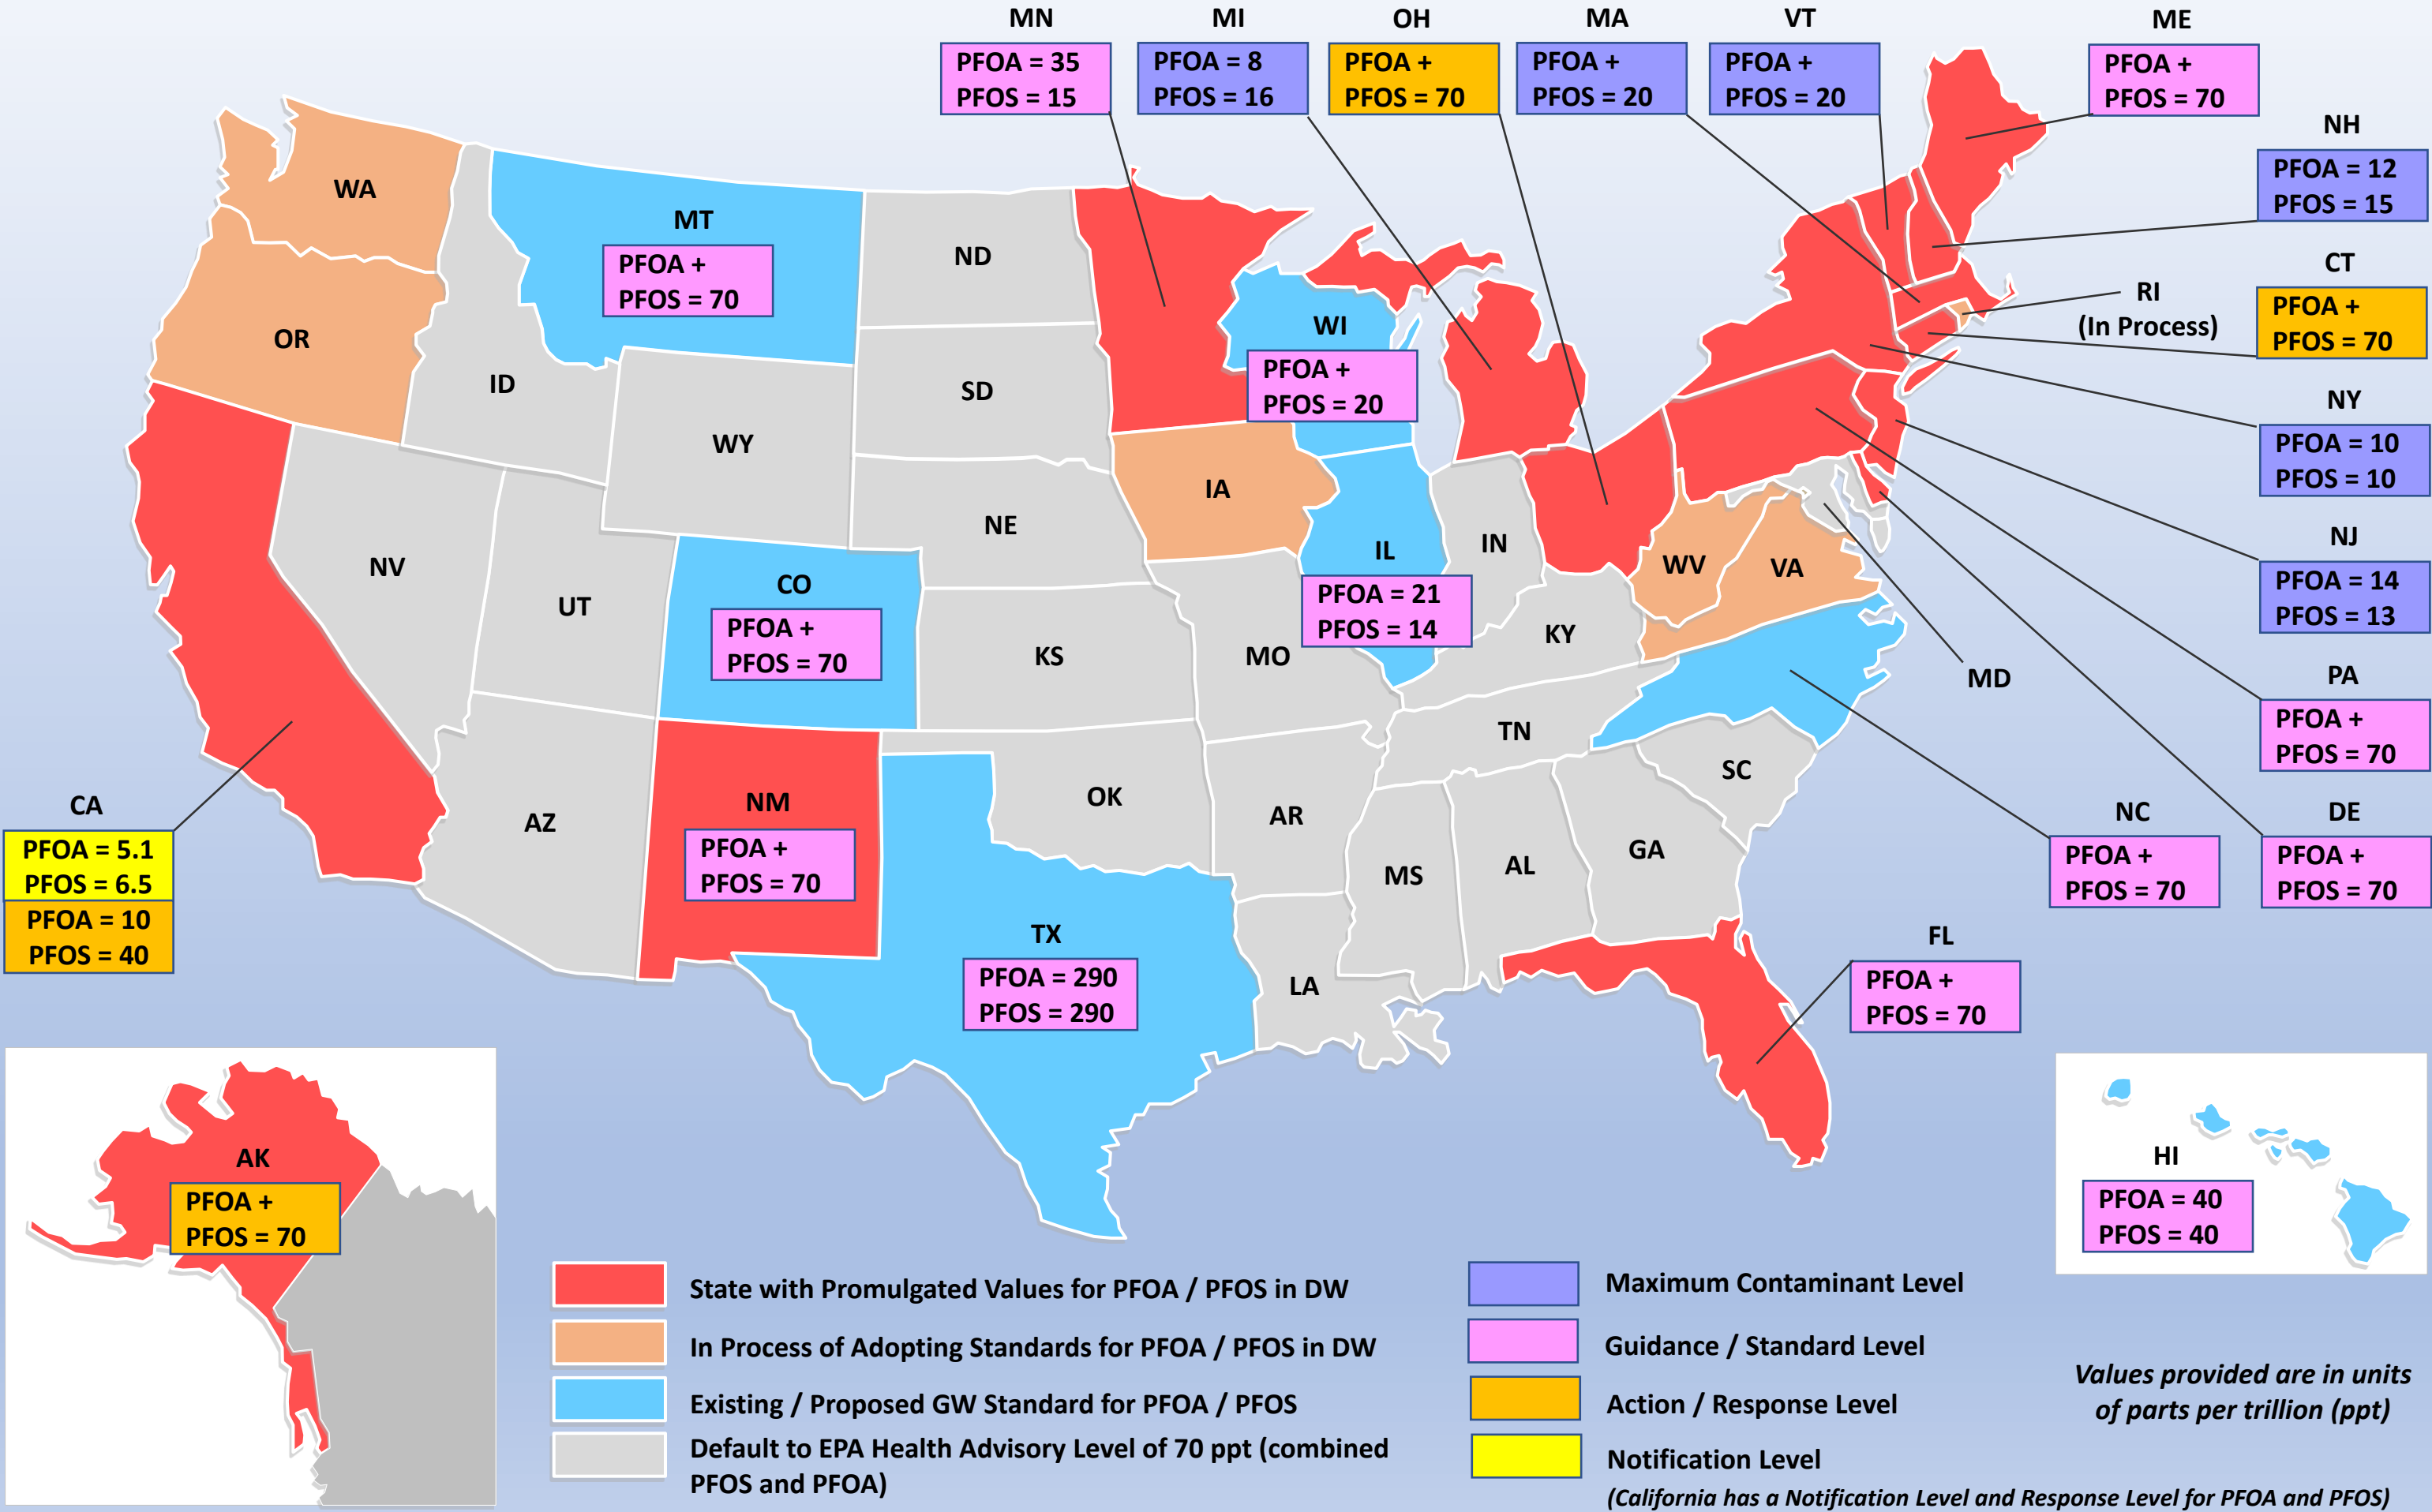 MN
PFOA = 35
PFOS = 15
MI
PFOA = 8
PFOS = 16
OH
PFOA +
PFOS = 70
MA
PFOA +
PFOS = 20
VT
PFOA +
PFOS = 20
ME
PFOA +
PFOS = 70
NH
PFOA = 12
PFOS = 15
CT
PFOA +
PFOS = 70
RI
(In Process)
NY
PFOA = 10
PFOS = 10
NJ
PFOA = 14
PFOS = 13
PA
PFOA +
PFOS = 70
DE
PFOA +
PFOS = 70
NC
PFOA +
PFOS = 70
MD
FL
PFOA +
PFOS = 70
WA
OR
MT
PFOA +
PFOS = 70
ID
WY
ND
SD
NE
WI
PFOA +
PFOS = 20
IA
IL
PFOA = 21
PFOS = 14
IN
WV
VA
KY
NV
UT
CO
PFOA +
PFOS = 70
KS
MO
TN
SC
CA
PFOA = 5.1
PFOS = 6.5
PFOA = 10
PFOS = 40
AZ
NM
PFOA +
PFOS = 70
OK
AR
MS
AL
GA
TX
PFOA = 290
PFOS = 290
LA
AK
PFOA +
PFOS = 70
HI
PFOA = 40
PFOS = 40
State with Promulgated Values for PFOA / PFOS in DW
In Process of Adopting Standards for PFOA / PFOS in DW
Existing / Proposed GW Standard for PFOA / PFOS
Default to EPA Health Advisory Level of 70 ppt (combined
PFOS and PFOA)
Maximum Contaminant Level
Guidance / Standard Level
Action / Response Level
Notification Level
(California has a Notification Level and Response Level for PFOA and PFOS)
Values provided are in units
of parts per trillion (ppt)